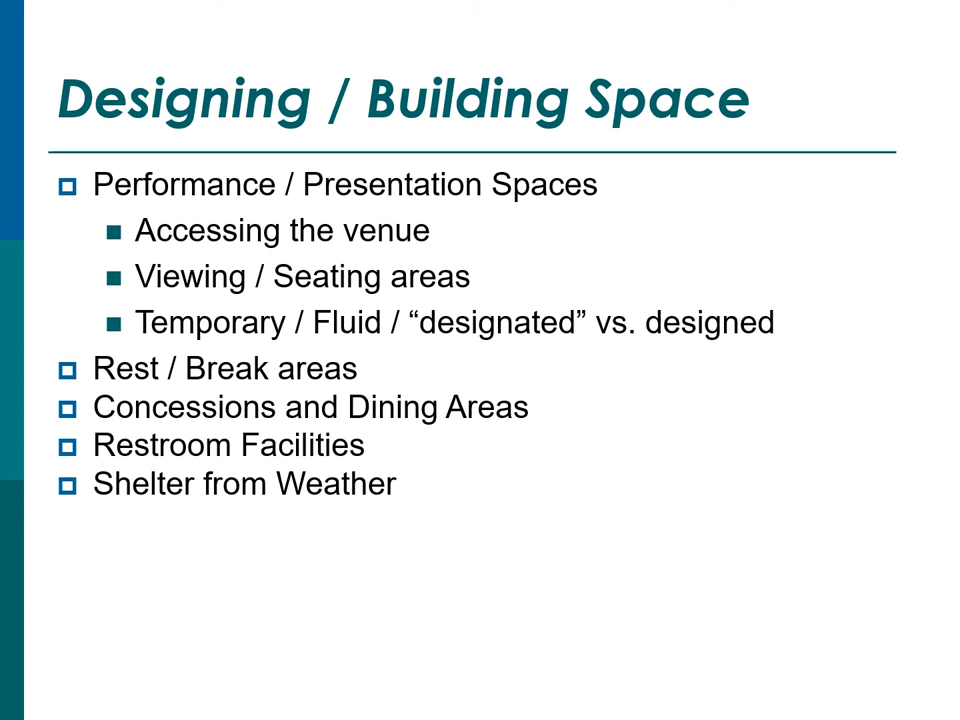 Designing / Building Space
Performance / Presentation Spaces
Accessing the venue
Viewing / Seating areas
Temporary / Fluid / “designated” vs. designed
Rest / Break areas
Concessions and Dining Areas
Restroom Facilities
Shelter from Weather